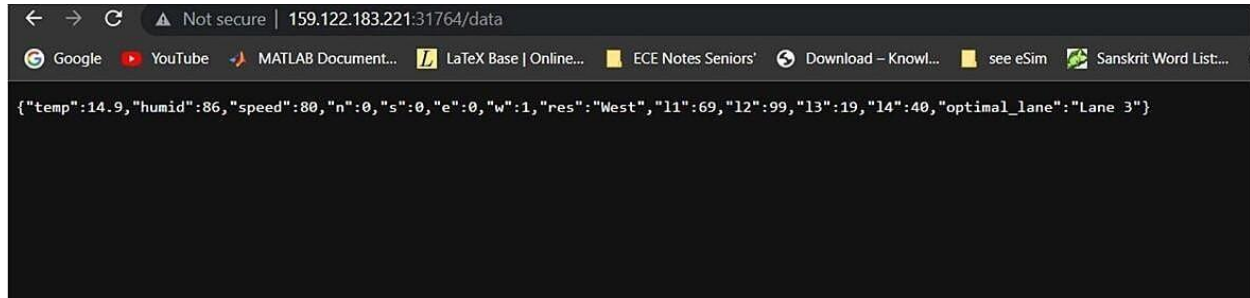 Not secure | 159.122.183.221:31764/data
Google YouTube MATLAB Document... LaTeX Base | Online... ECE Notes Seniors' Download – Knowl... see eSim Sanskrit Word List:...
{"temp":14.9,"humid":86,"speed":80,"n":0,"s":0,"e":0,"w":1,"res":"West","l1":69,"l2":99,"l3":19,"l4":40,"optimal_lane":"Lane 3"}